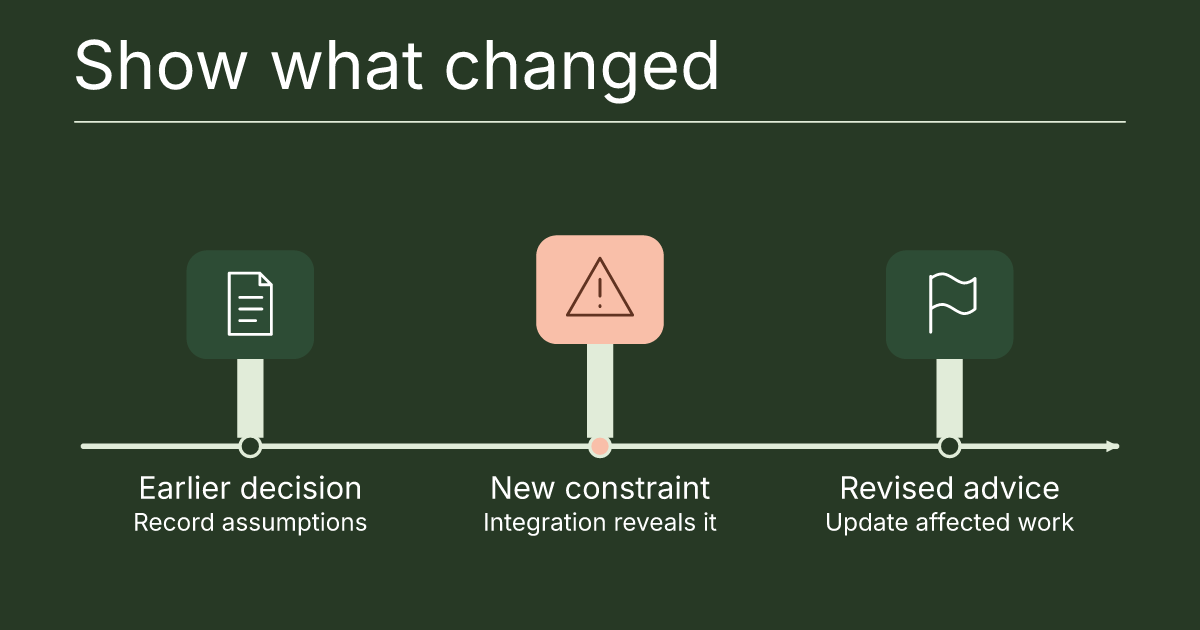 Show what changed
Earlier decision
Record assumptions
New constraint
Integration reveals it
Revised advice
Update affected work